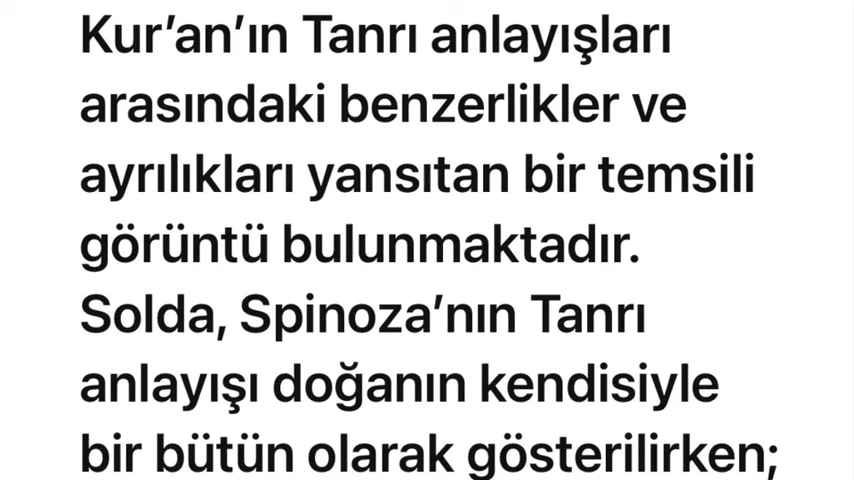 Kur’an’ın Tanrı anlayışları
arasındaki benzerlikler ve
ayrılıkları yansıtan bir temsili
görüntü bulunmaktadır.
Solda, Spinoza’nın Tanrı
anlayışı doğanın kendisiyle
bir bütün olarak gösterilirken;